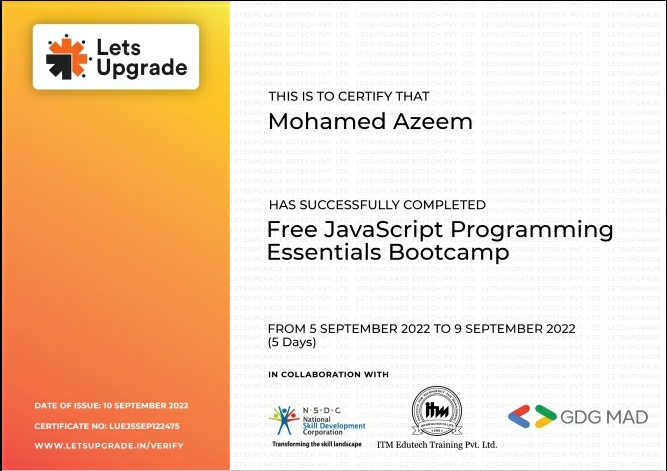 Lets
Upgrade
THIS IS TO CERTIFY THAT
Mohamed Azeem
HAS SUCCESSFULLY COMPLETED
Free JavaScript Programming
Essentials Bootcamp
FROM 5 SEPTEMBER 2022 TO 9 SEPTEMBER 2022
(5 Days)
IN COLLABORATION WITH
DATE OF ISSUE: 10 SEPTEMBER 2022
CERTIFICATE NO: LUEJSSEP122475
WWW.LETSUPGRADE.IN/VERIFY
N·S·D·C
National
Skill Development
Corporation
Transforming the skill landscape
itm
ITM Edutech Training Pvt. Ltd.
GDG MAD